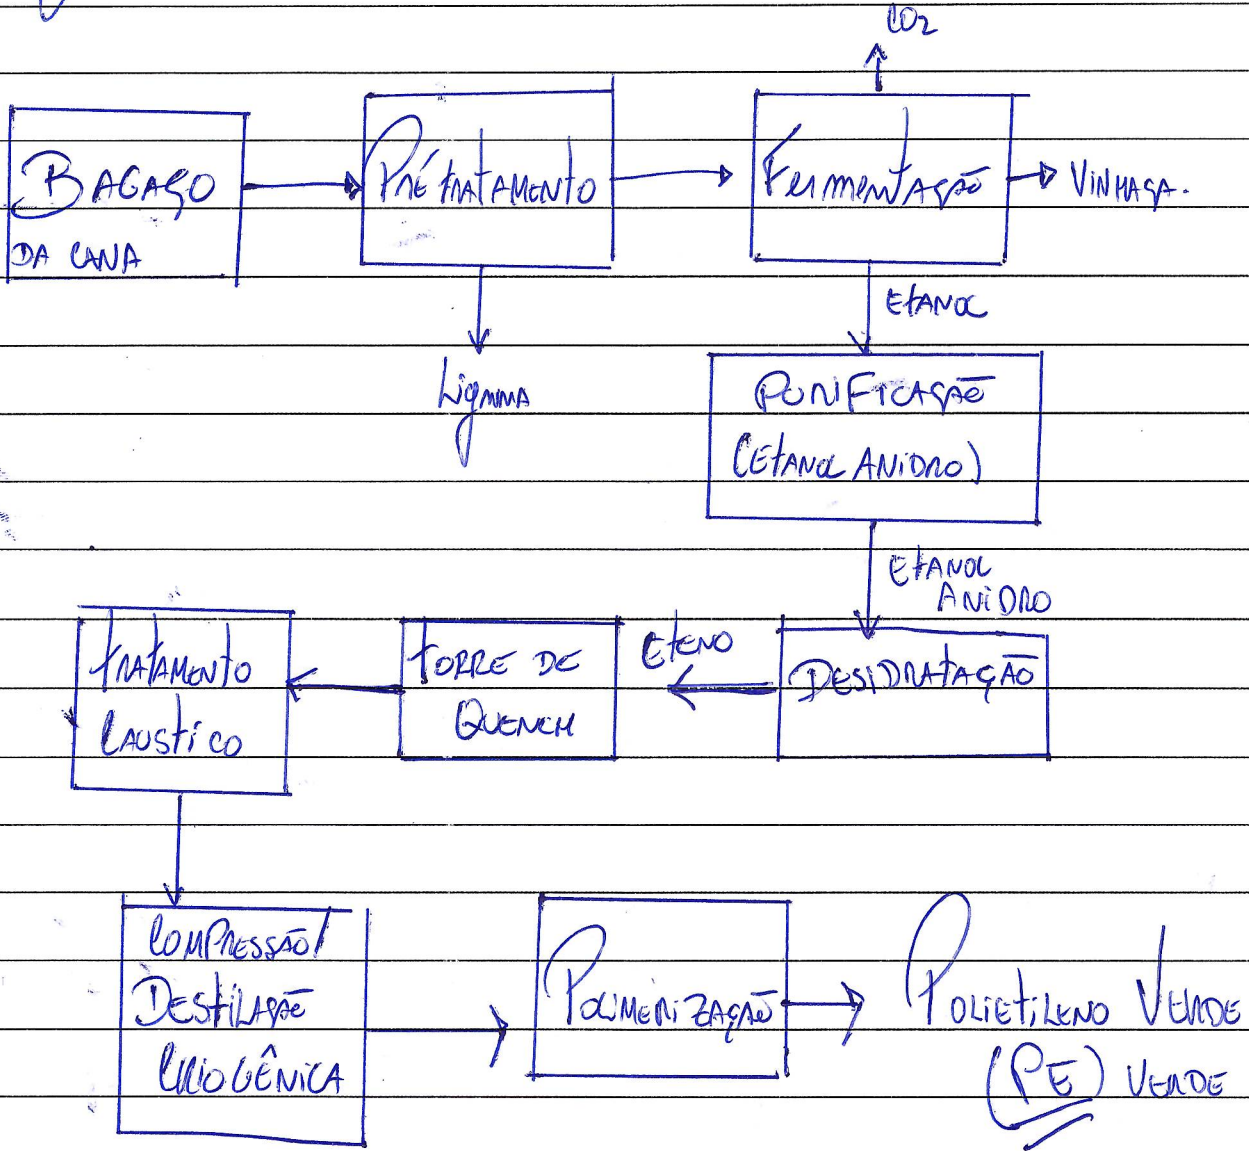 CO2
BAGAÇO
DA CANA
PRÉ TRATAMENTO
FERMENTAÇÃO
VINHAÇA.
LIGNINA
ETANOL
PURIFICAÇÃO
(ETANOL ANIDRO)
ETANOL
ANIDRO
DESIDRATAÇÃO
ETENO
TORRE DE
QUENCH
TRATAMENTO
CAUSTICO
COMPRESSÃO/
DESTILAÇÃO
CRIOGÊNICA
POLIMERIZAÇÃO
POLIETILENO VERDE
(PE) VERDE